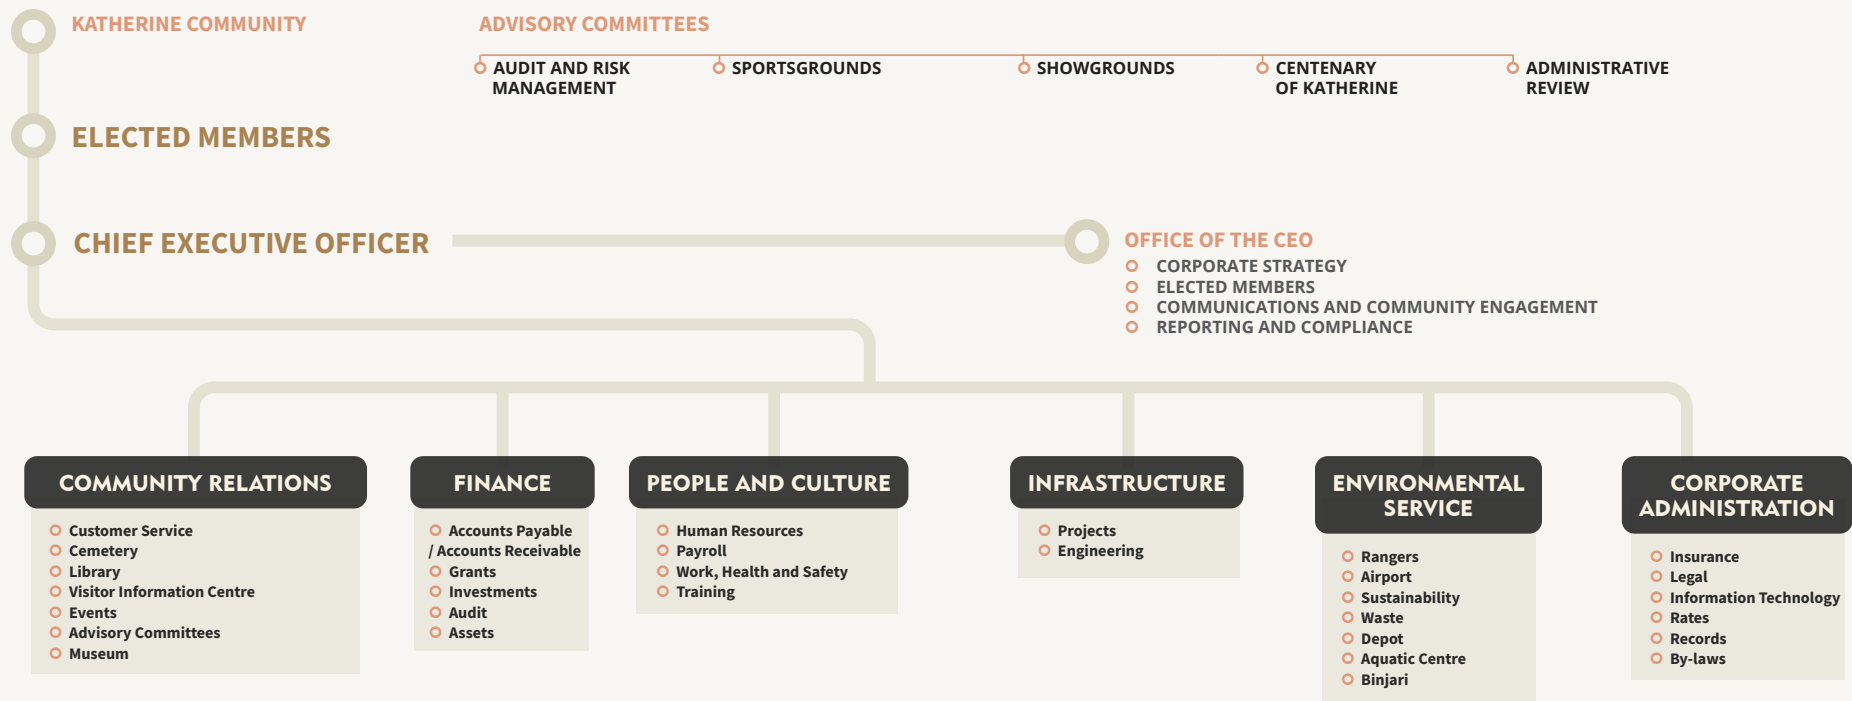 KATHERINE COMMUNITY
ADVISORY COMMITTEES
AUDIT AND RISK
MANAGEMENT
SPORTSGROUNDS
SHOWGROUNDS
CENTENARY
OF KATHERINE
ADMINISTRATIVE
REVIEW
ELECTED MEMBERS
CHIEF EXECUTIVE OFFICER
OFFICE OF THE CEO
CORPORATE STRATEGY
ELECTED MEMBERS
COMMUNICATIONS AND COMMUNITY ENGAGEMENT
REPORTING AND COMPLIANCE
COMMUNITY RELATIONS
Customer Service
Cemetery
Library
Visitor Information Centre
Events
Advisory Committees
Museum
FINANCE
Accounts Payable
/ Accounts Receivable
Grants
Investments
Audit
Assets
PEOPLE AND CULTURE
Human Resources
Payroll
Work, Health and Safety
Training
INFRASTRUCTURE
Projects
Engineering
ENVIRONMENTAL
SERVICE
Rangers
Airport
Sustainability
Waste
Depot
Aquatic Centre
Binjari
CORPORATE
ADMINISTRATION
Insurance
Legal
Information Technology
Rates
Records
By-laws